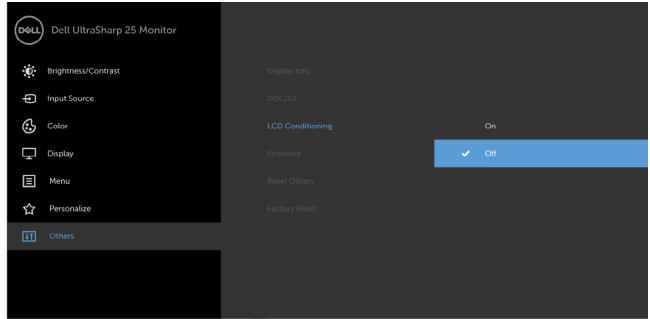 DELL Dell UltraSharp 25 Monitor
Brightness/Contrast
Display Info
Input Source
DDC/CI
Color
LCD Conditioning
On
Display
Firmware
Off
Menu
Reset Others
Personalize
Factory Reset
Others